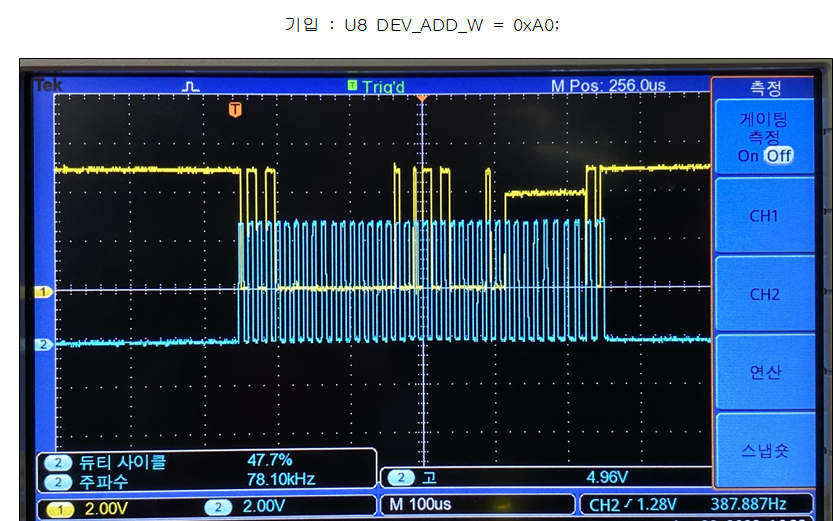 기입 : U8 DEV_ADD_W = 0xA0;
Tek
T Trig'd
M Pos: 256.0us
측정
T
게이팅
측정
On Off
CH1
CH2
연산
스냅숏
1
2
2 듀티 사이클 47.7%
2 주파수 78.10kHz
2 고 4.96V
1 2.00V
2 2.00V
M 100us
CH2 / 1.28V
387.887Hz